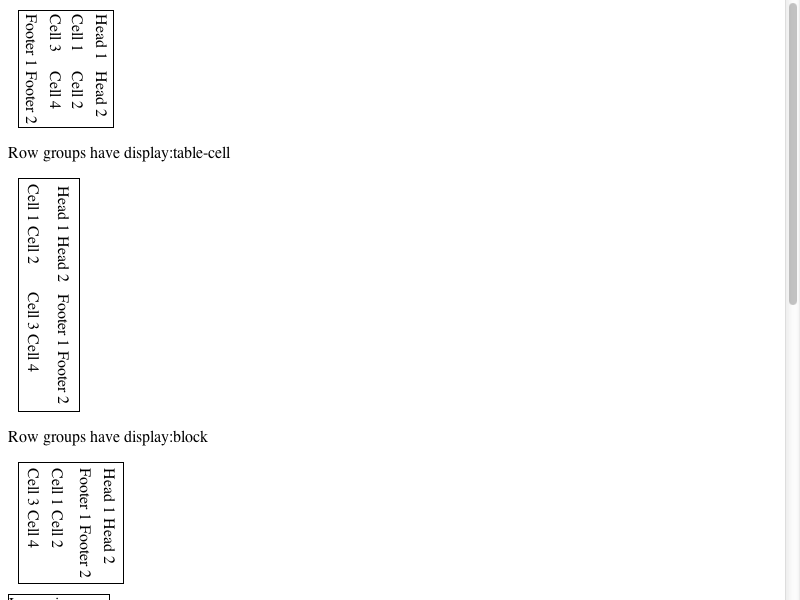 Head 1 Head 2
Cell 1 Cell 2
Cell 3 Cell 4
Footer 1 Footer 2
Row groups have display:table-cell
Head 1 Head 2 Footer 1 Footer 2
Cell 1 Cell 2 Cell 3 Cell 4
Row groups have display:block
Head 1 Head 2
Footer 1 Footer 2
Cell 1 Cell 2
Cell 3 Cell 4